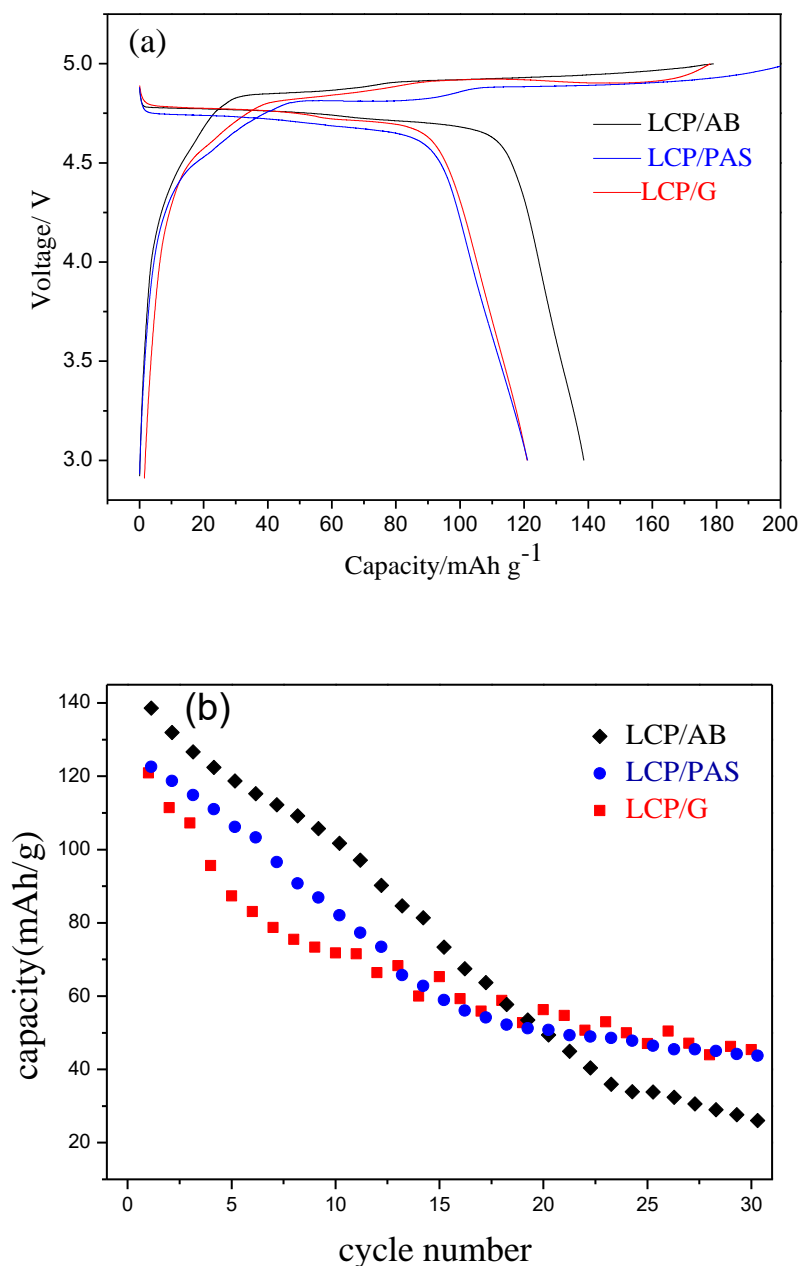 (a)
5.0
4.5
4.0
3.5
3.0
Voltage/ V
LCP/AB
LCP/PAS
LCP/G
0 20 40 60 80 100 120 140 160 180 200
Capacity/mAh g-1
(b)
140
120
100
80
60
40
20
capacity(mAh/g)
LCP/AB
LCP/PAS
LCP/G
0 5 10 15 20 25 30
cycle number